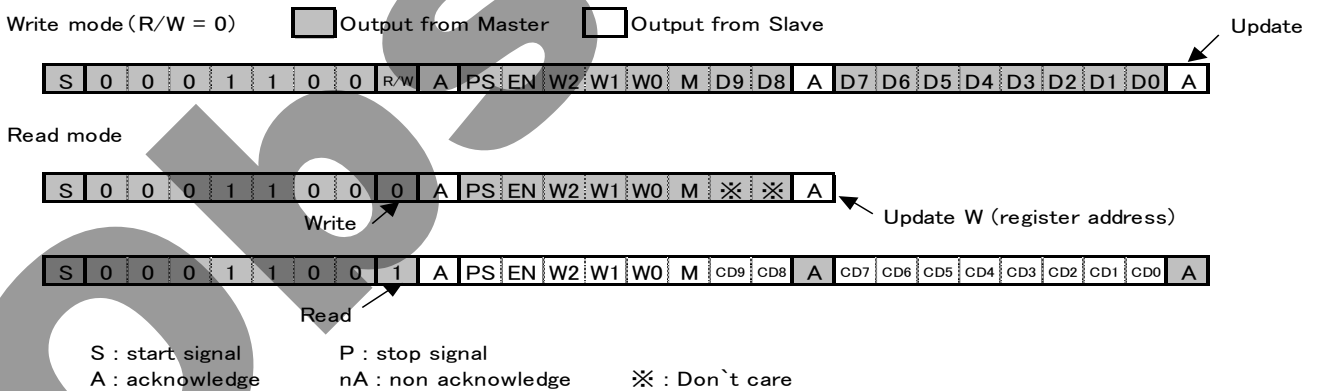 Write mode(R/W = 0) Output from Master Output from Slave Update
S 0 0 0 1 1 0 0 R/W A PS EN W2 W1 W0 M D9 D8 A D7 D6 D5 D4 D3 D2 D1 D0 A
Read mode
S 0 0 0 1 1 0 0 0 A PS EN W2 W1 W0 M ※ ※ A
Write Update W (register address)
S 0 0 0 1 1 0 0 1 A PS EN W2 W1 W0 M CD9 CD8 A CD7 CD6 CD5 CD4 CD3 CD2 CD1 CD0 A
Read
S : start signal P : stop signal
A : acknowledge nA : non acknowledge ※ : Don`t care